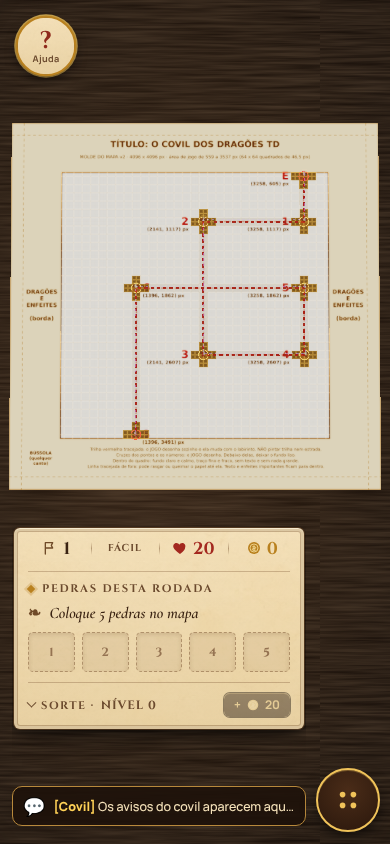 ?
Ajuda
TÍTULO: O COVIL DOS DRAGÕES TD
E
(3258, 605) px
2
1
(2141, 1117) px
(3258, 1117) px
DRAGÕES
E
ENFEITES
(borda)
5
DRAGÕES
E
ENFEITES
(borda)
(1396, 1862) px
(3258, 1862) px
3
4
(2141, 2607) px
(3258, 2607) px
(1396, 3491) px
BÚSSOLA
(qualquer
canto)
1
FÁCIL
20
0
PEDRAS DESTA RODADA
Coloque 5 pedras no mapa
1
2
3
4
5
SORTE · NÍVEL 0
+ 20
[Covil] Os avisos do covil aparecem aqu...